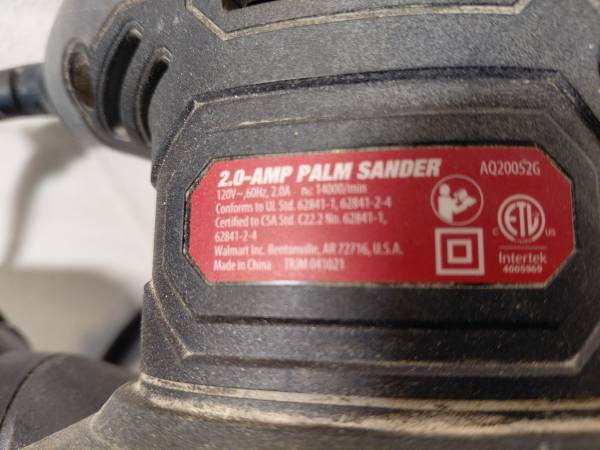 2.0-AMP PALM SANDER
AQ200S2G
120V~,60Hz, 2.0A n₀: 14000/min
Conforms to UL Std. 62841-1, 62841-2-4
Certified to CSA Std. C22.2 No. 62841-1,
62841-2-4
Walmart Inc. Bentonville, AR 72716, U.S.A.
Made in China TRJM 041021
C ETL US
Intertek
4005969